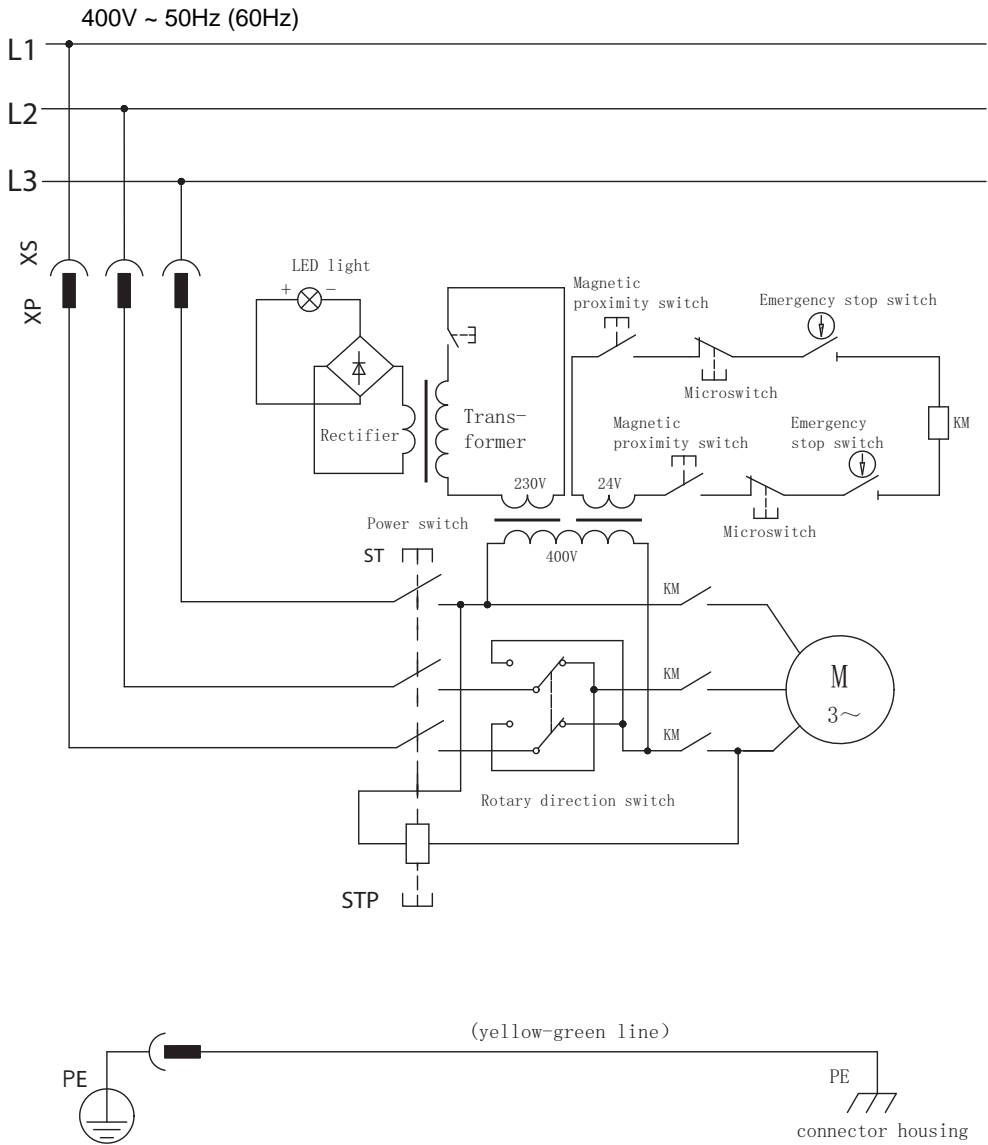 400V ~ 50Hz (60Hz)
L1
L2
L3
XS
XP
LED light
+
−
Rectifier
Trans-
former
Magnetic
proximity switch
Emergency stop switch
Microswitch
KM
Magnetic
proximity switch
Emergency
stop switch
Microswitch
230V
24V
400V
Power switch
ST
KM
KM
KM
M
3～
Rotary direction switch
STP
(yellow-green line)
PE
PE
connector housing